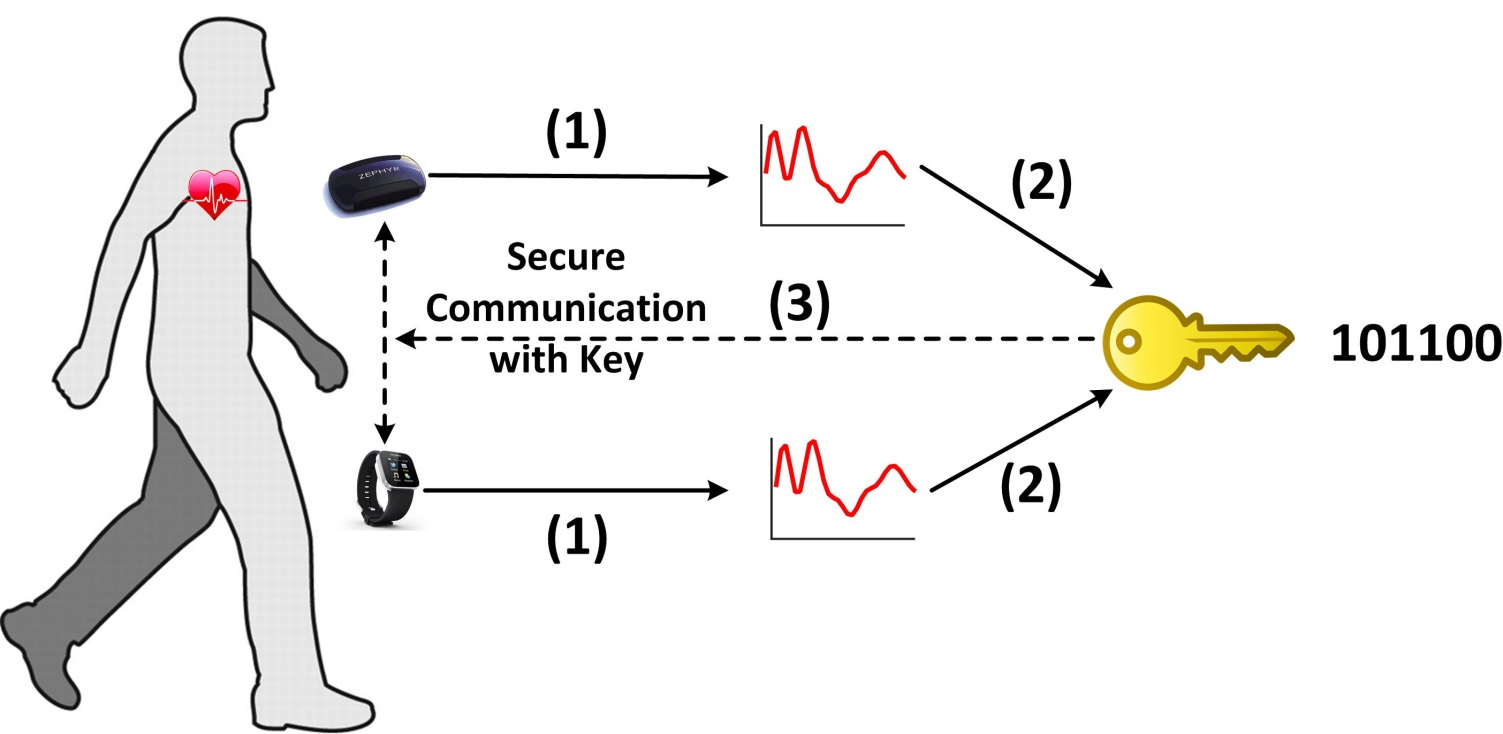 (1)
ZEPHYR
(2)
Secure
Communication
(3)
with Key
101100
(2)
(1)